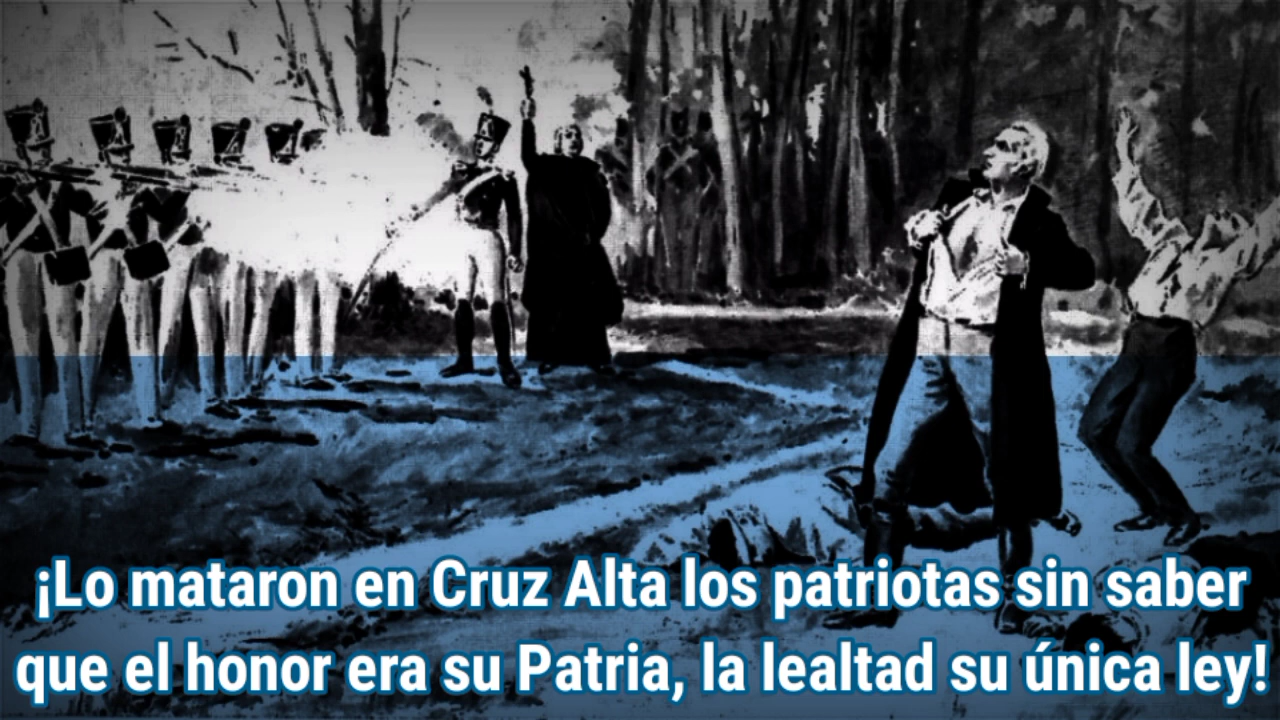 ¡Lo mataron en Cruz Alta los patriotas sin saber
que el honor era su Patria, la lealtad su única ley!